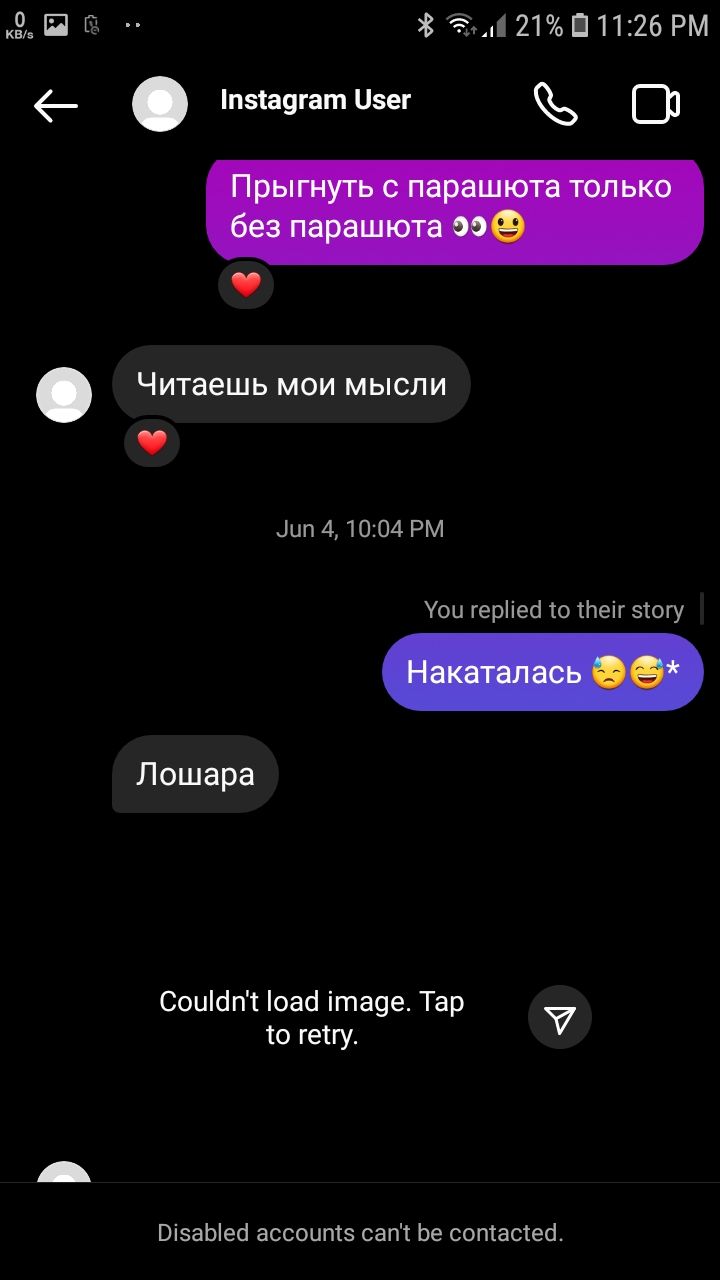 0
KB/s
21% 11:26 PM
Instagram User
Прыгнуть с парашюта только
без парашюта 👀😃
❤️
Читаешь мои мысли
❤️
Jun 4, 10:04 PM
You replied to their story
Накаталась 😓😅*
Лошара
Couldn't load image. Tap
to retry.
Disabled accounts can't be contacted.